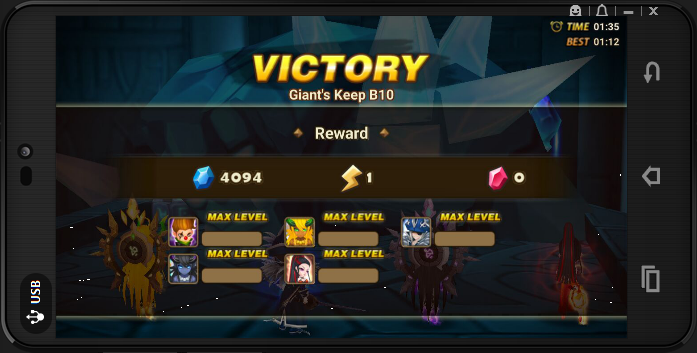 TIME 01:35
BEST 01:12
VICTORY
Giant's Keep B10
Reward
4094 1 0
MAX LEVEL MAX LEVEL MAX LEVEL
MAX LEVEL MAX LEVEL
USB